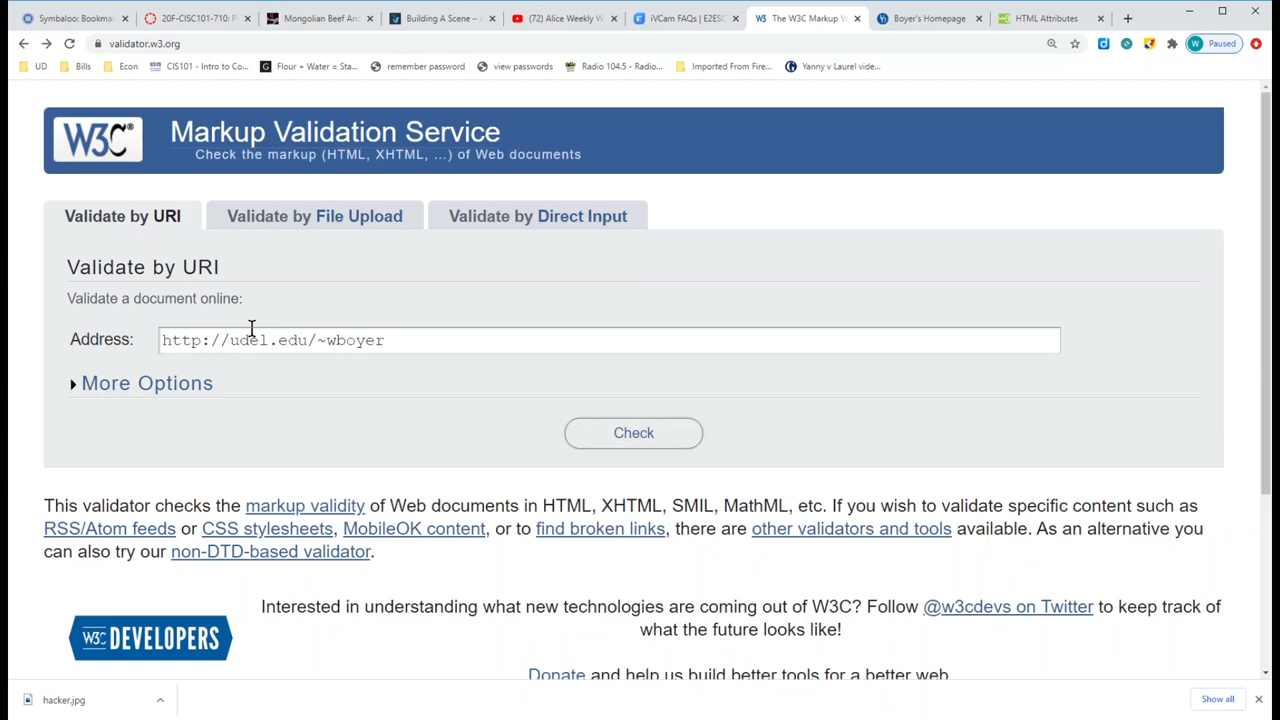 Symbaloo: Bookmar
20F-CISC101-710: P
Mongolian Beef And
Building A Scene – A
(72) Alice Weekly W
iVCam FAQs | E2ESO
The W3C Markup Va
Boyer's Homepage
HTML Attributes
validator.w3.org
W Paused
UD
Bills
Econ
CIS101 - Intro to Co...
Flour + Water = Sta...
remember password
view passwords
Radio 104.5 - Radio...
Imported From Fire...
Yanny v Laurel vide...
W3C®
Markup Validation Service
Check the markup (HTML, XHTML, …) of Web documents
Validate by URI
Validate by File Upload
Validate by Direct Input
Validate by URI
Validate a document online:
Address: http://udel.edu/~wboyer
More Options
Check
This validator checks the markup validity of Web documents in HTML, XHTML, SMIL, MathML, etc. If you wish to validate specific content such as
RSS/Atom feeds or CSS stylesheets, MobileOK content, or to find broken links, there are other validators and tools available. As an alternative you
can also try our non-DTD-based validator.
Interested in understanding what new technologies are coming out of W3C? Follow @w3cdevs on Twitter to keep track of
what the future looks like!
W3C DEVELOPERS
Donate and help us build better tools for a better web.
hacker.jpg
Show all